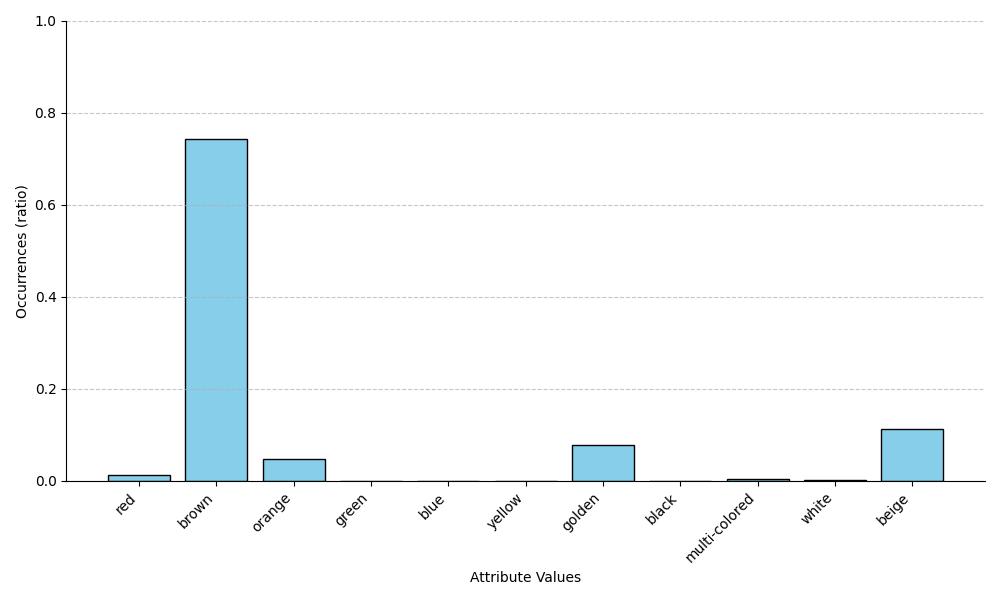 1.0
0.8
0.6
0.4
0.2
0.0
Occurrences (ratio)
red
brown
orange
green
blue
yellow
golden
black
multi-colored
white
beige
Attribute Values